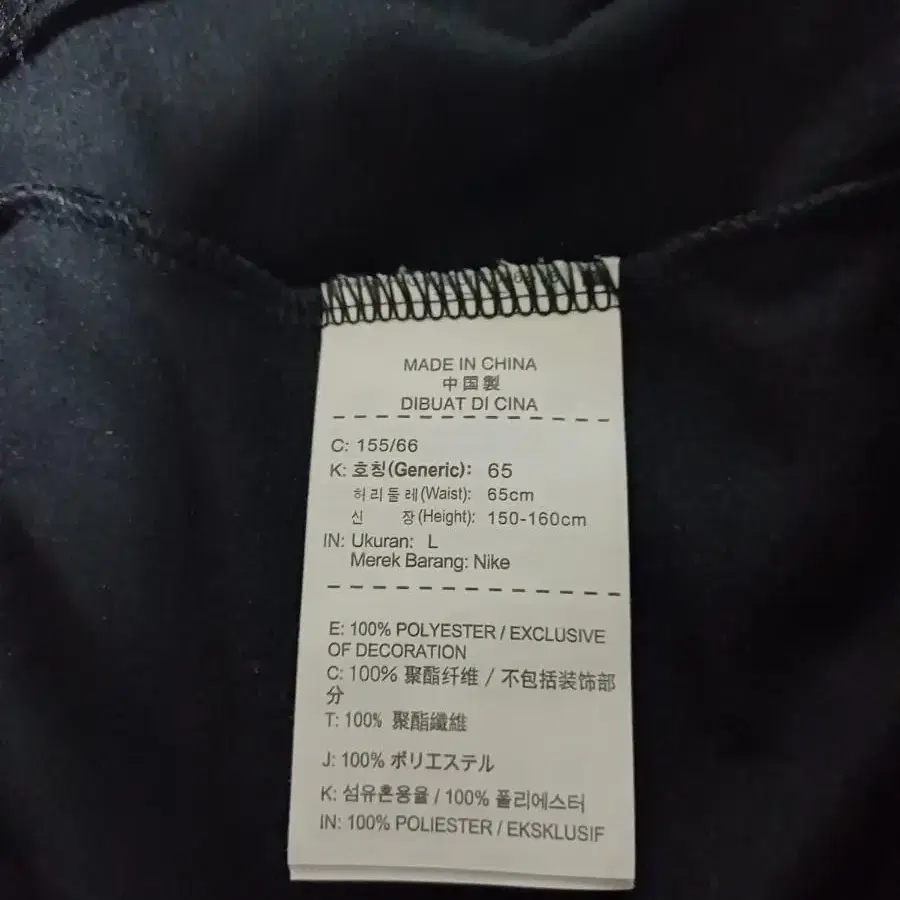 MADE IN CHINA
中国製
DIBUAT DI CINA
C: 155/66
K: 호칭(Generic): 65
허리둘레(Waist): 65cm
신 장(Height): 150-160cm
IN: Ukuran: L
Merek Barang: Nike
E: 100% POLYESTER / EXCLUSIVE
OF DECORATION
C: 100% 聚酯纤维 / 不包括装饰部
分
T: 100% 聚酯纖維
J: 100% ポリエステル
K: 섬유혼용율 / 100% 폴리에스터
IN: 100% POLIESTER / EKSKLUSIF